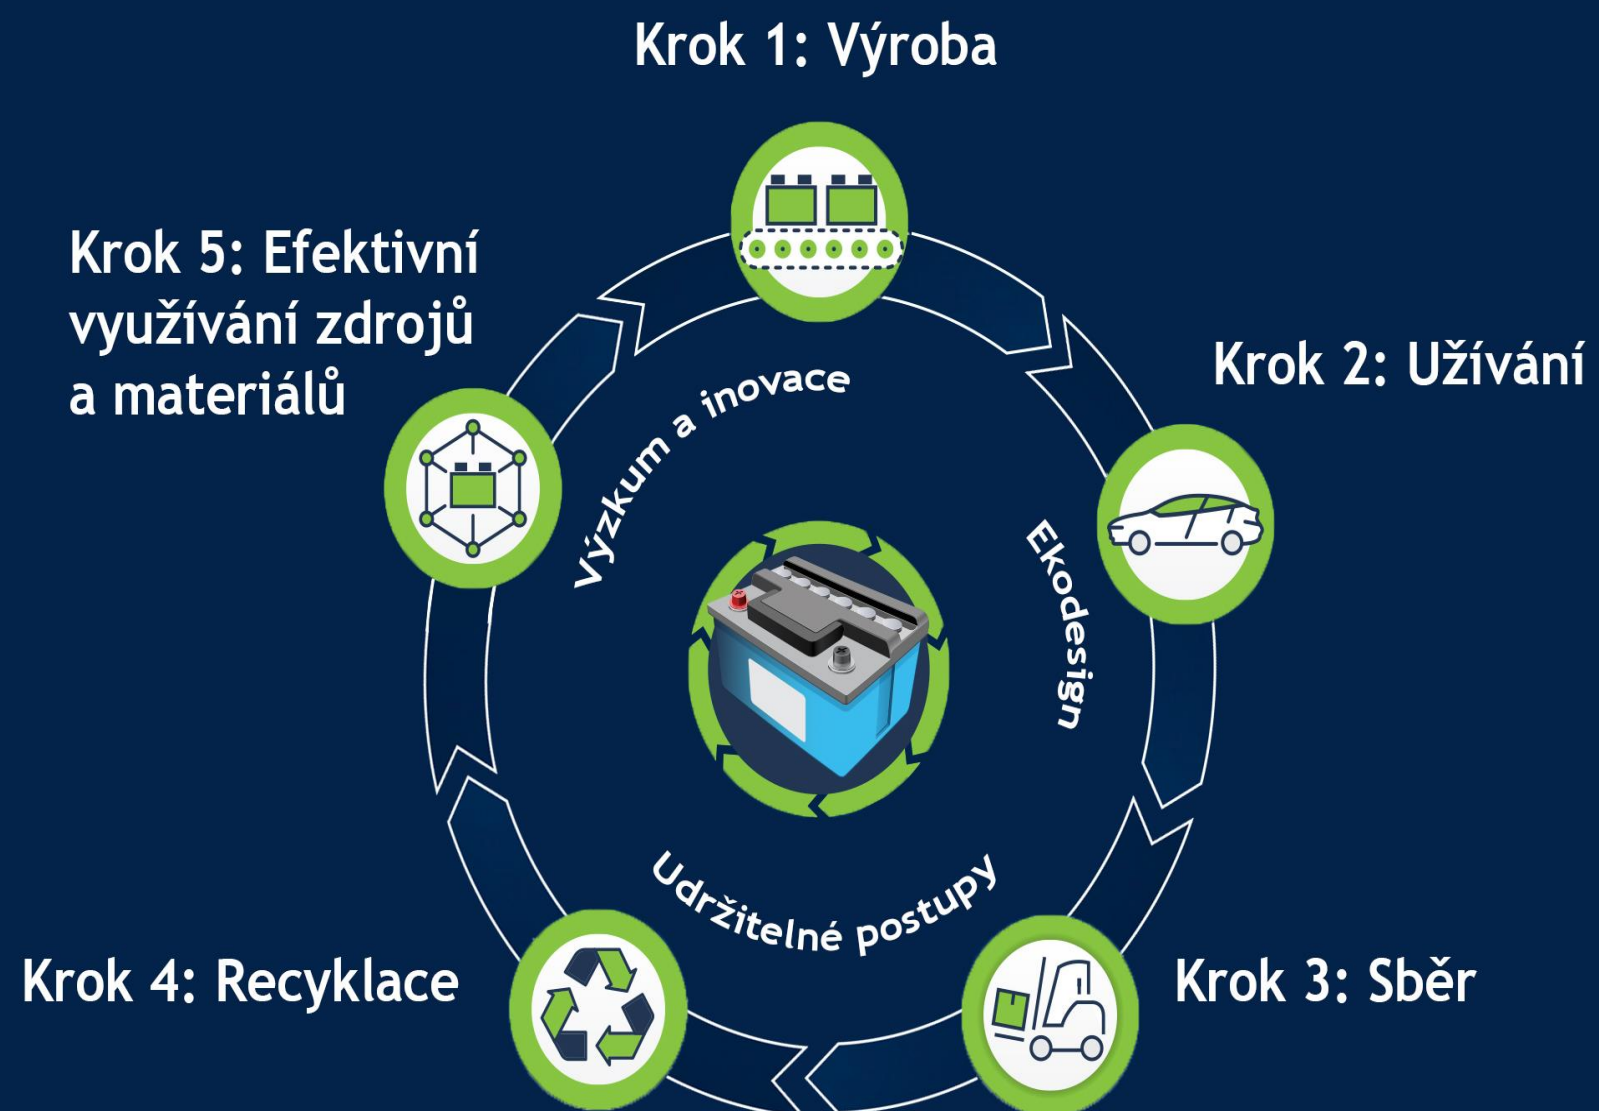 Krok 1: Výroba
Krok 5: Efektivní
využívání zdrojů
a materiálů
Krok 2: Užívání
Výzkum a inovace
Ekodesign
Udržitelné postupy
Krok 4: Recyklace
Krok 3: Sběr